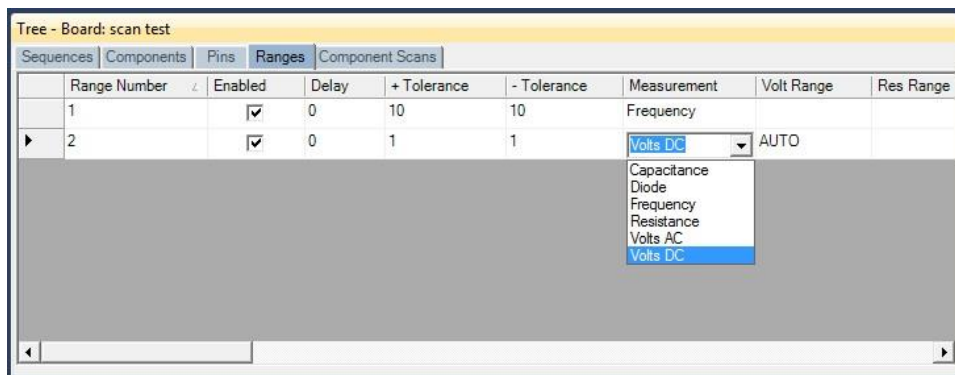 Tree - Board: scan test
Sequences Components Pins Ranges Component Scans
Range Number Enabled Delay + Tolerance - Tolerance Measurement Volt Range Res Range
1 0 10 10 Frequency
2 0 1 1 Volts DC AUTO
Capacitance
Diode
Frequency
Resistance
Volts AC
Volts DC